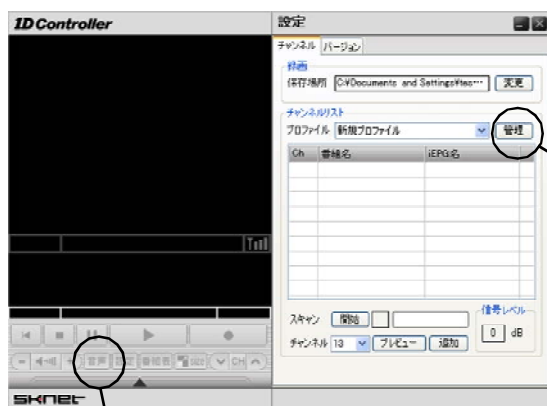 1D Controller
設定
チャンネル バージョン
録画
保存場所 C:¥Documents and Settings¥tes… 変更
チャンネルリスト
プロファイル 新規プロファイル 管理
Ch 番組名 iEPG名
スキャン 開始
信号レベル
0 dB
チャンネル 13 プレビュー 追加
音声 設定 番組表 CH
SKNET